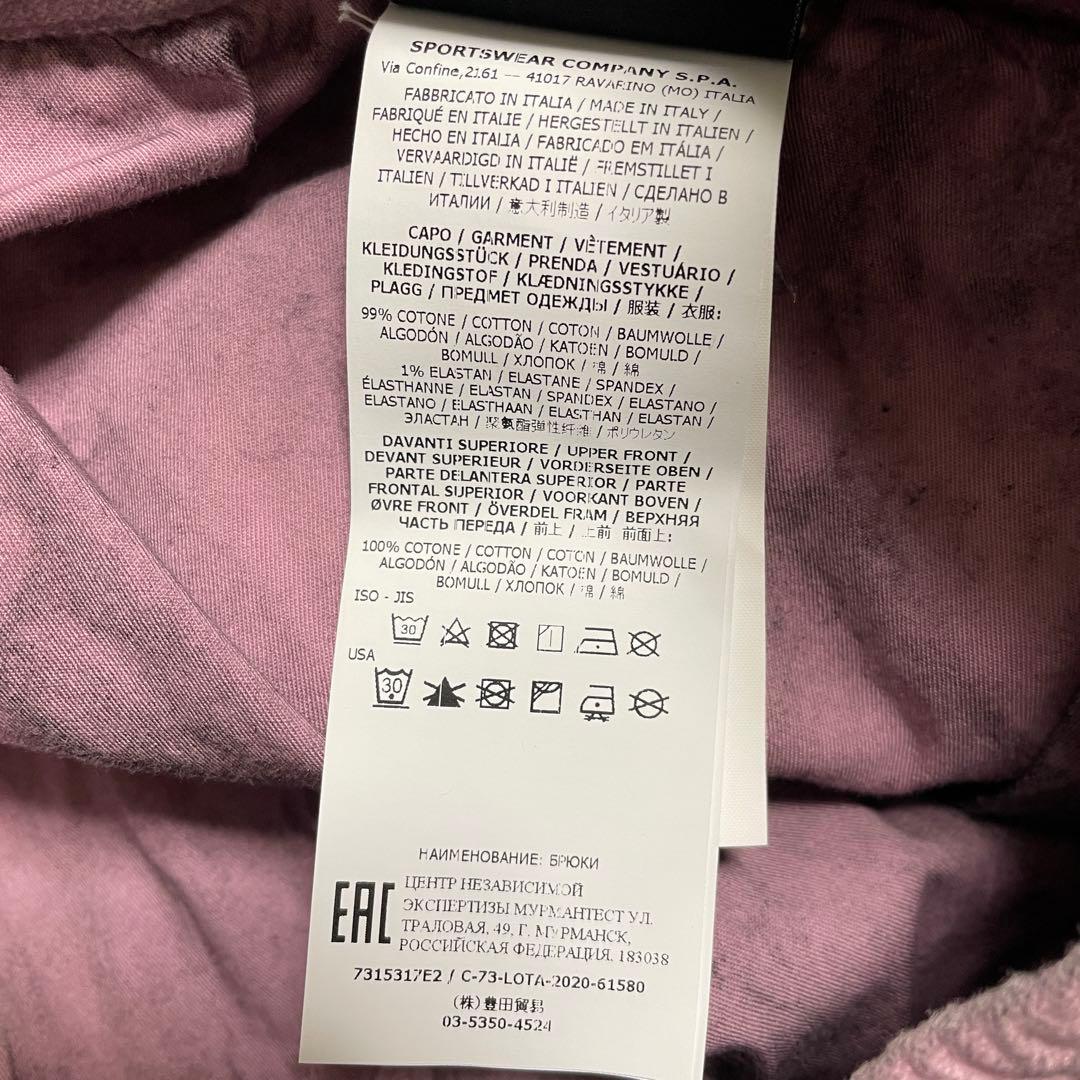 SPORTSWEAR COMPANY S.P.A.
Via Confine,2161 — 41017 RAVARINO (MO) ITALIA
FABBRICATO IN ITALIA / MADE IN ITALY /
FABRIQUÉ EN ITALIE / HERGESTELLT IN ITALIEN /
HECHO EN ITALIA / FABRICADO EM ITÁLIA /
VERVAARDIGD IN ITALIË / FREMSTILLET I
ITALIEN / TILLVERKAD I ITALIEN / СДЕЛАНО В
ИТАЛИИ / 意大利制造 / イタリア製
CAPO / GARMENT / VÊTEMENT /
KLEIDUNGSSTÜCK / PRENDA / VESTUÁRIO /
KLEDINGSTOF / KLÆDNINGSSTYKKE /
PLAGG / ПРЕДМЕТ ОДЕЖДЫ / 服装 / 衣服:
99% COTONE / COTTON / COTON / BAUMWOLLE /
ALGODÓN / ALGODÃO / KATOEN / BOMULD /
BOMULL / ХЛОПОК / 棉 / 綿
1% ELASTAN / ELASTANE / SPANDEX /
ÉLASTHANNE / ELASTAN / SPANDEX / ELASTANO /
ELASTANO / ELASTHAAN / ELASTHAN / ELASTAN /
ЭЛАСТАН / 聚氨酯弹性纤维 / ポリウレタン
DAVANTI SUPERIORE / UPPER FRONT /
DEVANT SUPERIEUR / VORDERSEITE OBEN /
PARTE DELANTERA SUPERIOR / PARTE
FRONTAL SUPERIOR / VOORKANT BOVEN /
ØVRE FRONT / ÖVERDEL FRAM / ВЕРХНЯЯ
ЧАСТЬ ПЕРЕДА / 前上 / 上前 前面上:
100% COTONE / COTTON / COTON / BAUMWOLLE /
ALGODÓN / ALGODÃO / KATOEN / BOMULD /
BOMULL / ХЛОПОК / 棉 / 綿
ISO - JIS
30
USA
30
НАИМЕНОВАНИЕ: БРЮКИ
EAC
ЦЕНТР НЕЗАВИСИМОЙ
ЭКСПЕРТИЗЫ МУРМАНТЕСТ УЛ.
ТРАЛОВАЯ, 49, Г. МУРМАНСК,
РОССИЙСКАЯ ФЕДЕРАЦИЯ, 183038
7315317E2 / C-73-LOTA-2020-61580
(株)豊田貿易
03-5350-4524